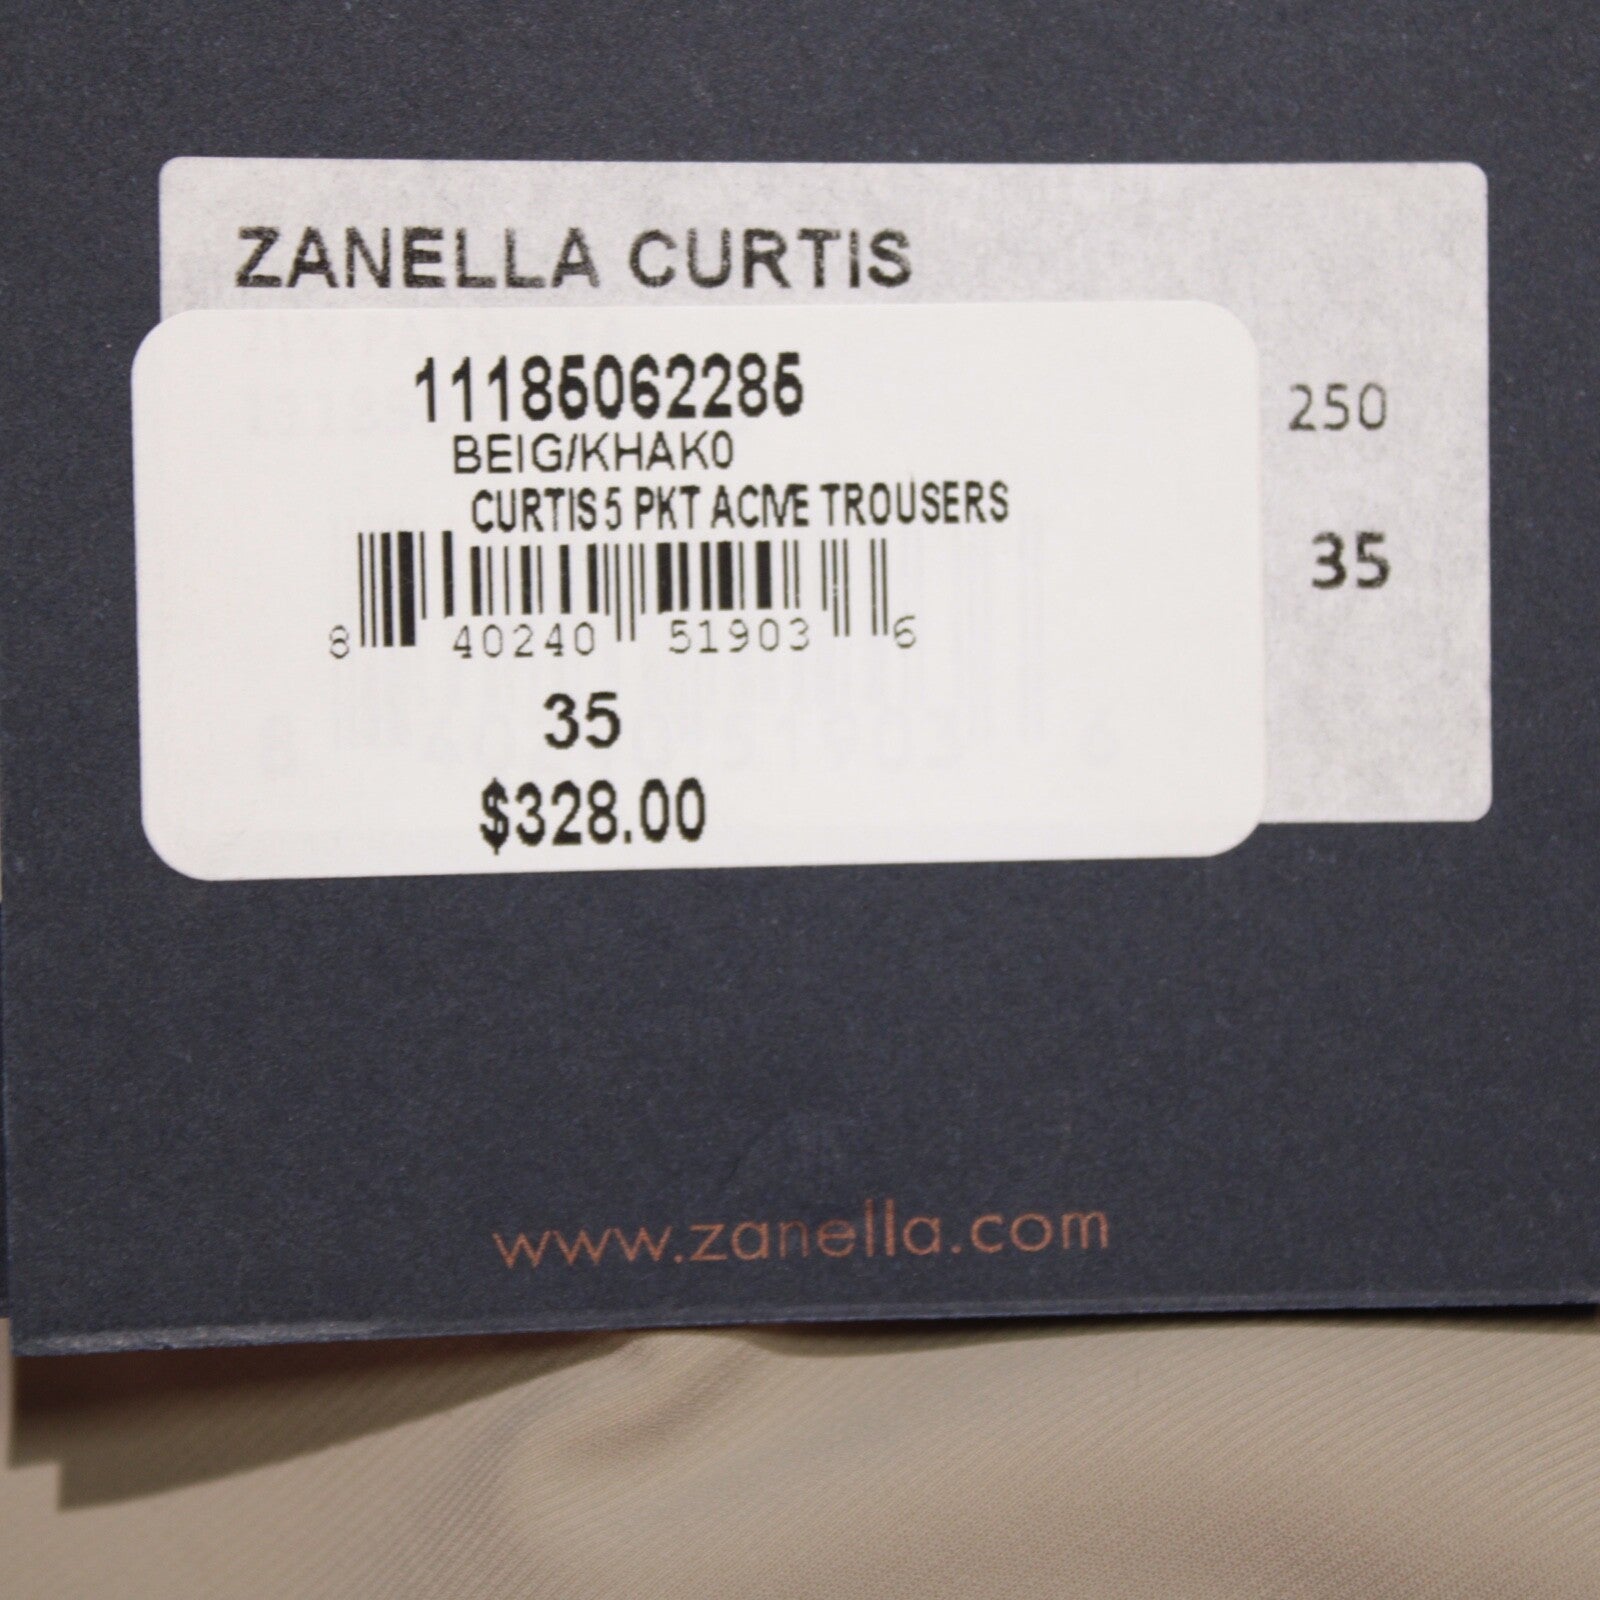 ZANELLA CURTIS
11185062285
BEIG/KHAK0
250
CURTIS 5 PKT ACIVE TROUSERS
35
8 40240 51903 6
35
$328.00
www.zanella.com